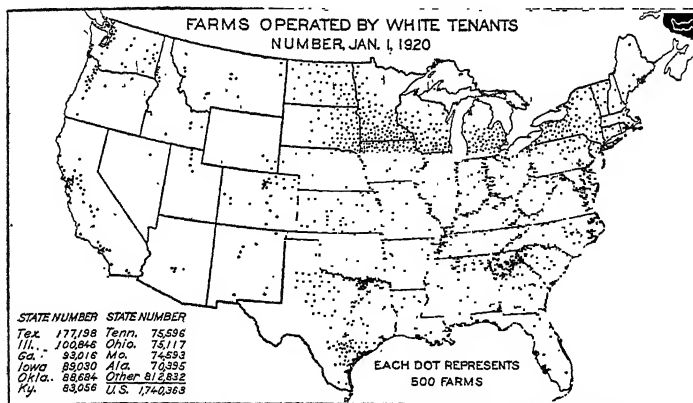 FARMS OPERATED BY WHITE TENANTS
NUMBER, JAN. 1, 1920
STATE NUMBER STATE NUMBER
Tex. 177,198 Tenn. 75,596
Ill.. 100,846 Ohio. 75,117
Ga.. 93,016 Mo. 74,593
Iowa 89,030 Ala. 70,395
Okla.. 88,684 Other 812,832
Ky. 83,056 U.S. 1,740,363
EACH DOT REPRESENTS
500 FARMS